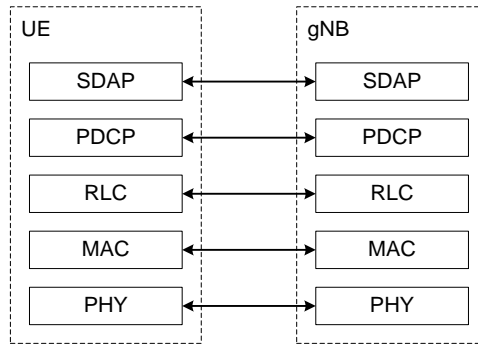 UE gNB
SDAP SDAP
PDCP PDCP
RLC RLC
MAC MAC
PHY PHY